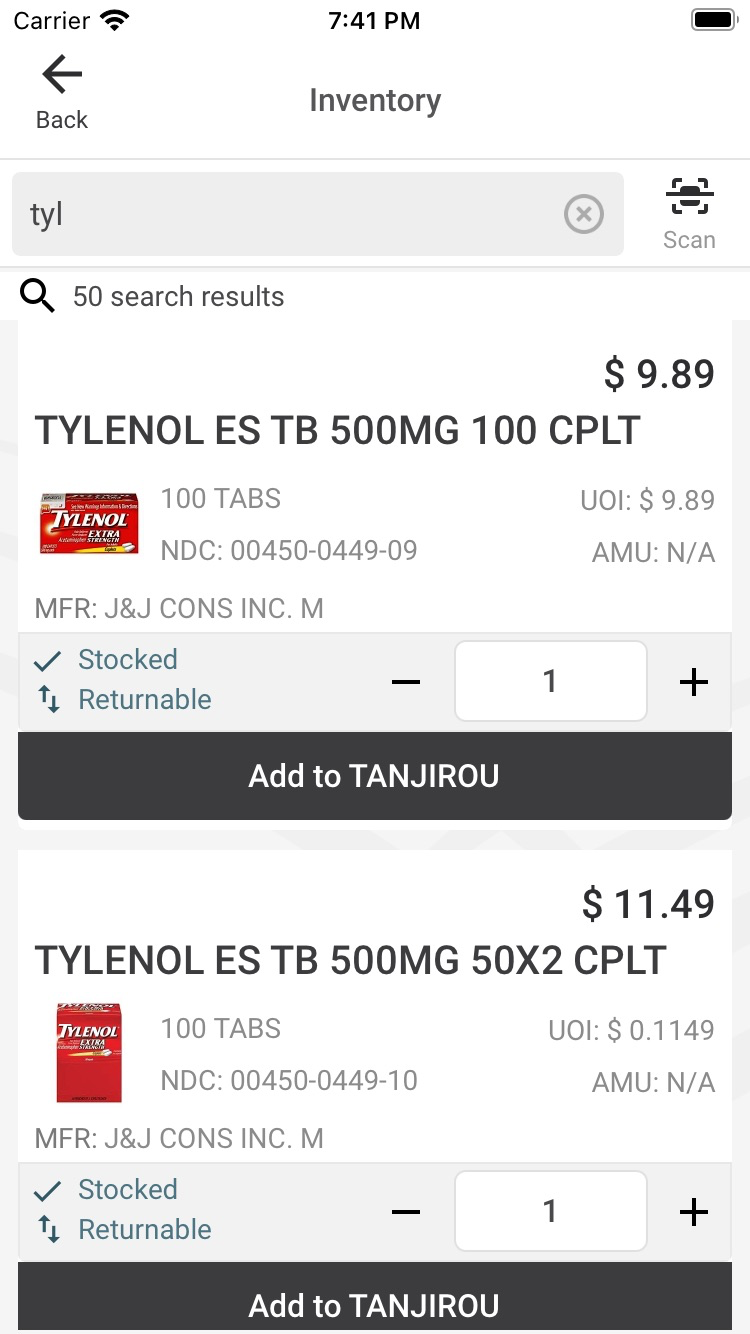 Carrier 7:41 PM
Back
Inventory
tyl
Scan
50 search results
$ 9.89
TYLENOL ES TB 500MG 100 CPLT
TYLENOL
EXTRA
STRENGTH
100 TABS
UOI: $ 9.89
NDC: 00450-0449-09
AMU: N/A
MFR: J&J CONS INC. M
Stocked
Returnable
1
Add to TANJIROU
$ 11.49
TYLENOL ES TB 500MG 50X2 CPLT
TYLENOL
EXTRA
STRENGTH
100 TABS
UOI: $ 0.1149
NDC: 00450-0449-10
AMU: N/A
MFR: J&J CONS INC. M
Stocked
Returnable
1
Add to TANJIROU